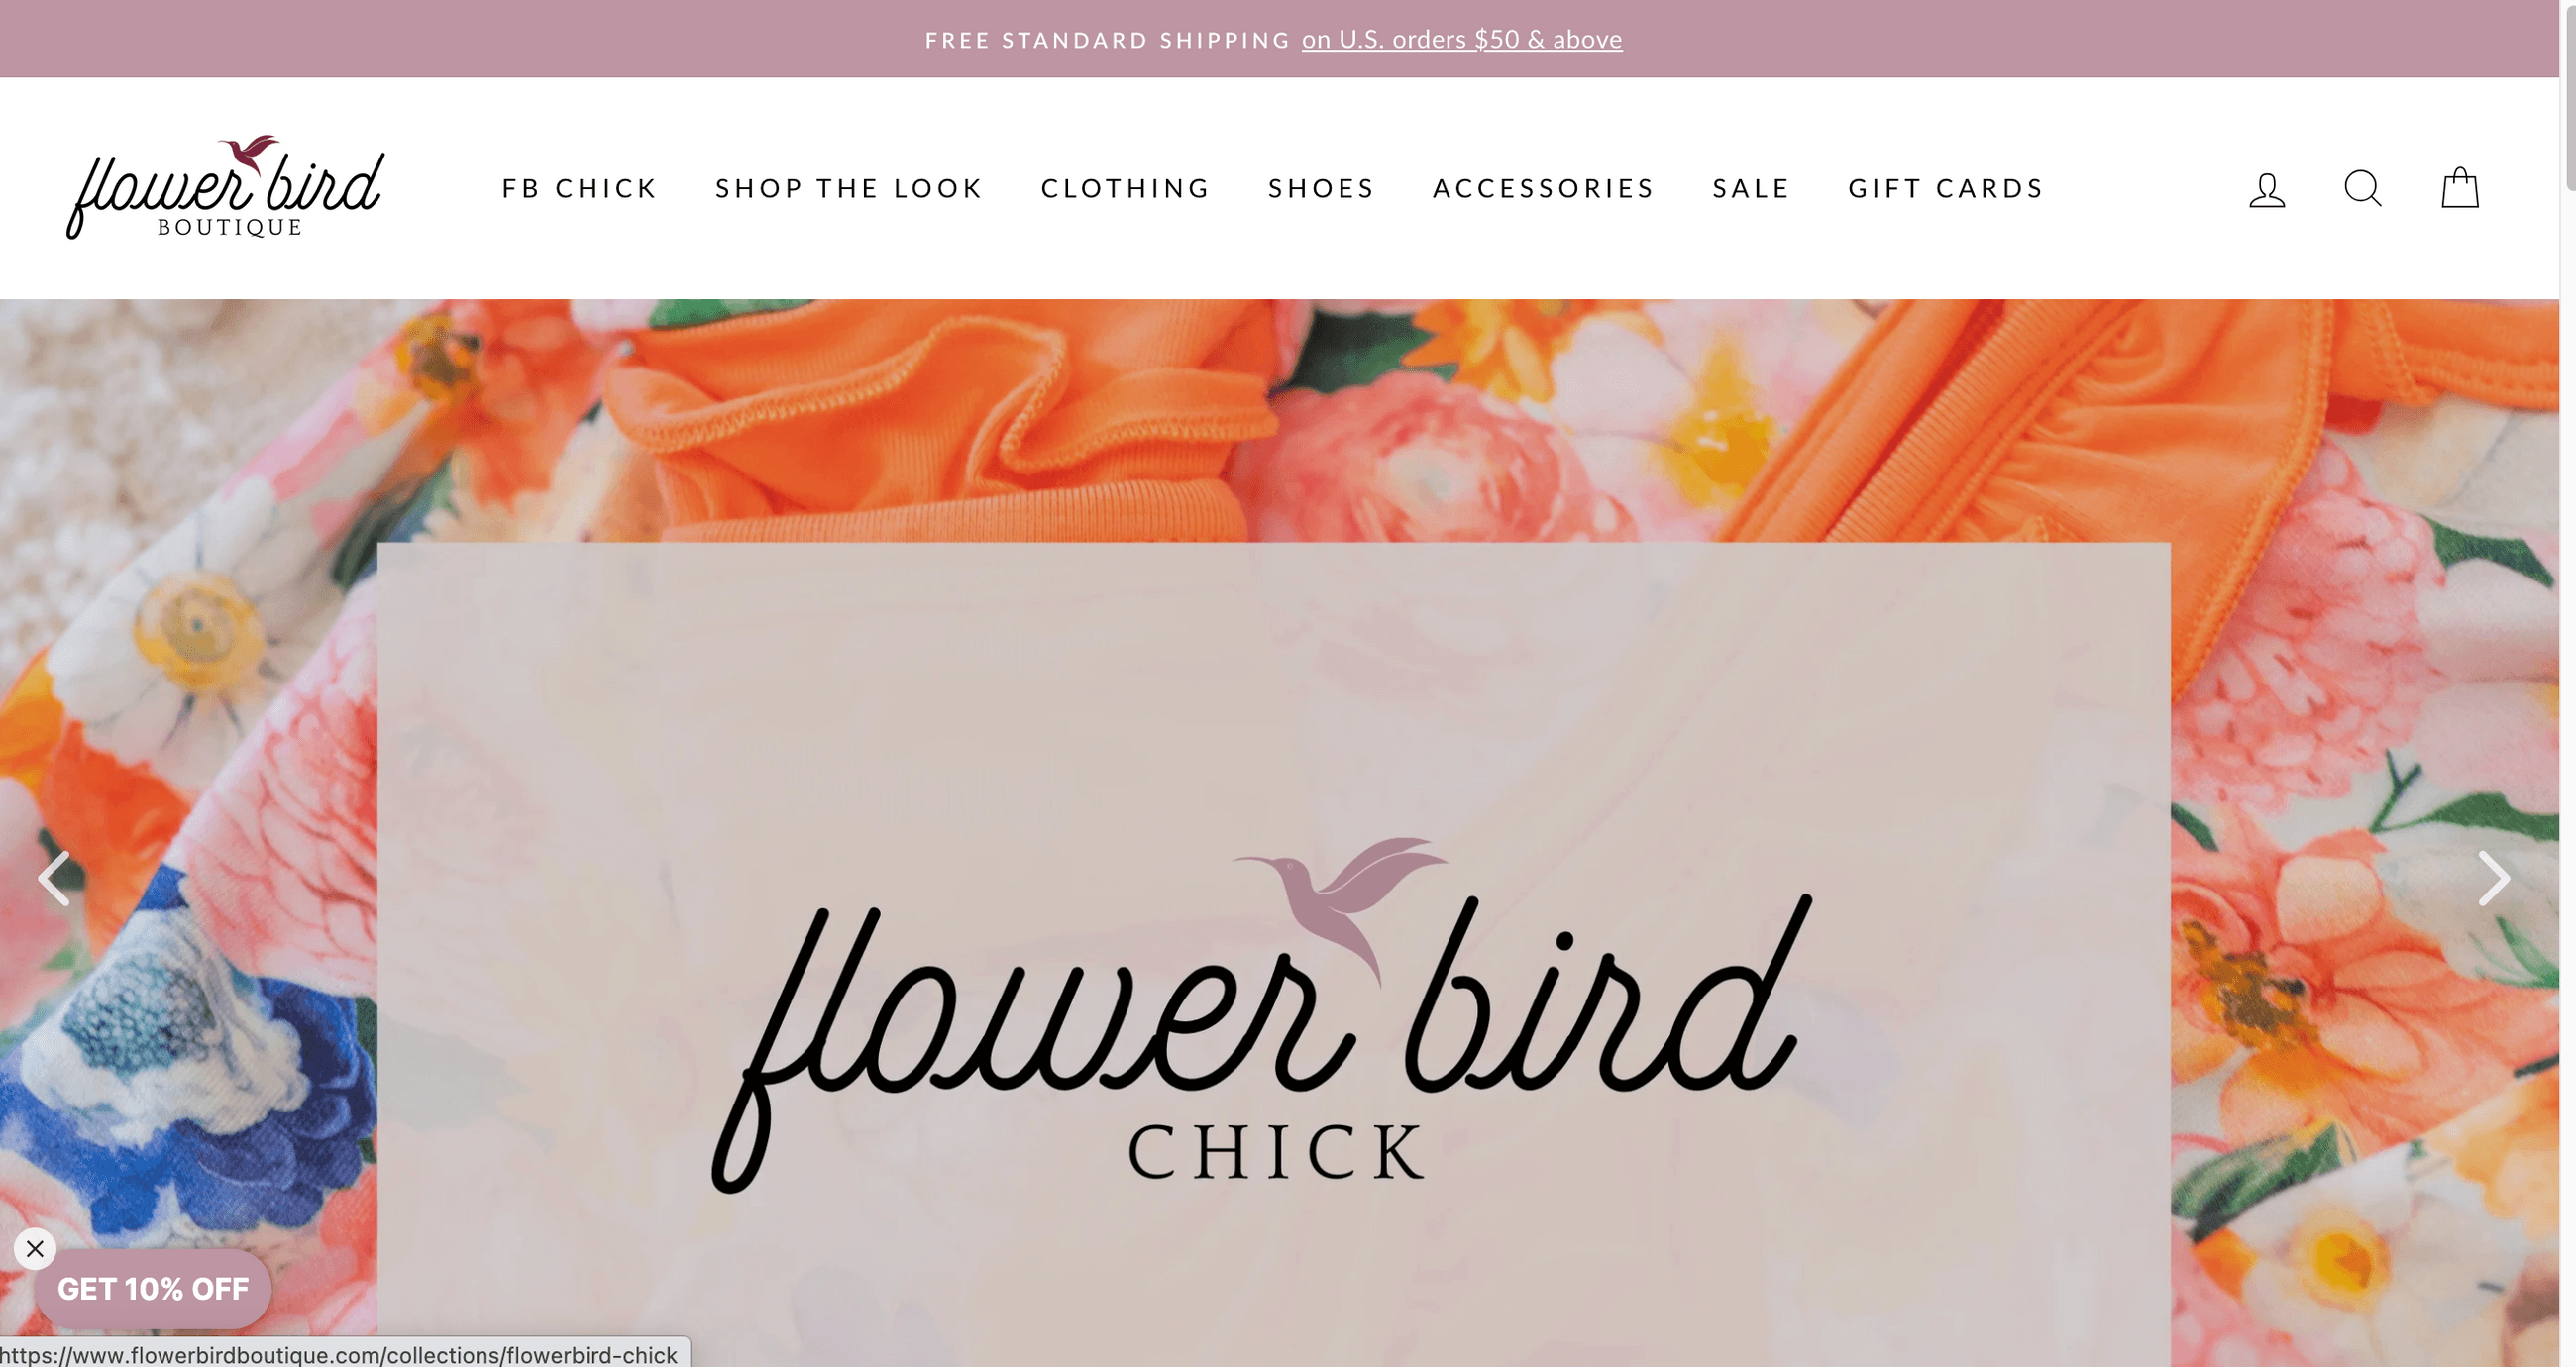 FREE STANDARD SHIPPING on U.S. orders $50 & above
flower bird
BOUTIQUE
FB CHICK SHOP THE LOOK CLOTHING SHOES ACCESSORIES SALE GIFT CARDS
flower bird
CHICK
GET 10% OFF
https://www.flowerbirdboutique.com/collections/flowerbird-chick